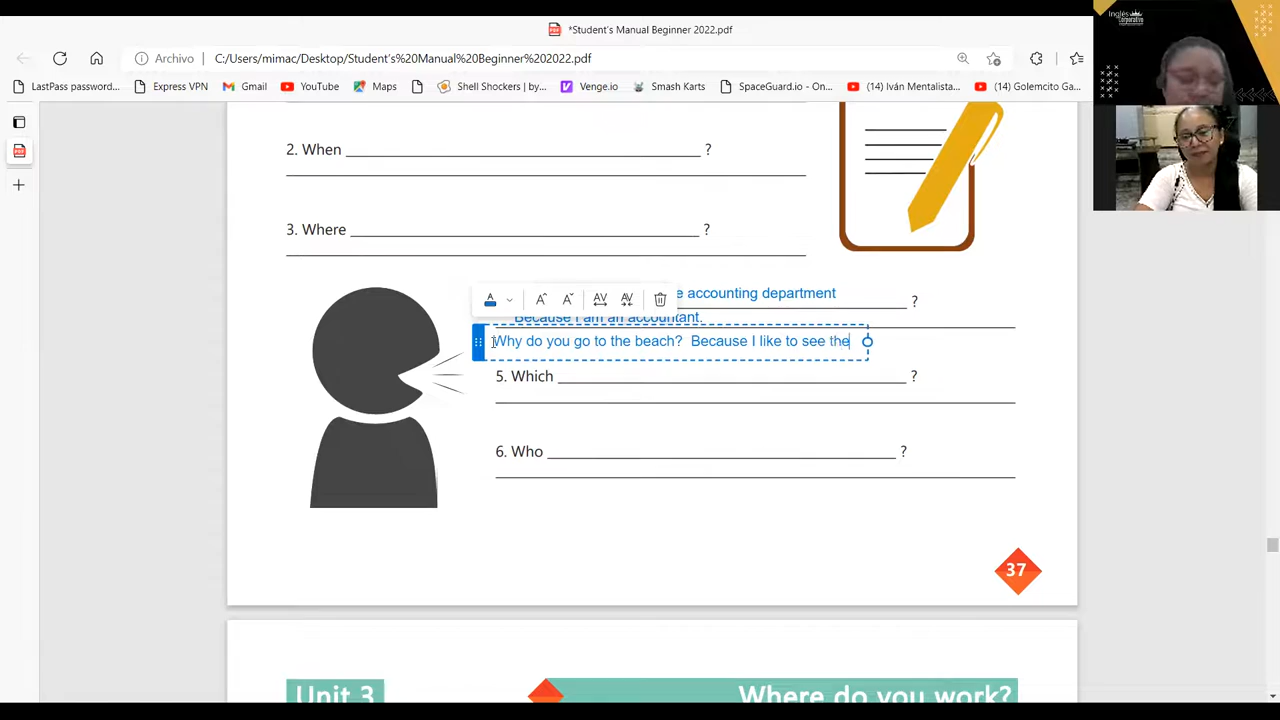 *Student's Manual Beginner 2022.pdf
Inglés
Corporativo
Archivo C:/Users/mimac/Desktop/Student's%20Manual%20Beginner%202022.pdf
LastPass password... Express VPN Gmail YouTube Maps Shell Shockers | by... Venge.io Smash Karts SpaceGuard.io - On... (14) Iván Mentalista... (14) Golemcito Ga...
2. When ?
3. Where ?
e accounting department ?
Because I am an accountant.
Why do you go to the beach? Because I like to see the
5. Which ?
6. Who ?
37
Unit 3 Where do you work?